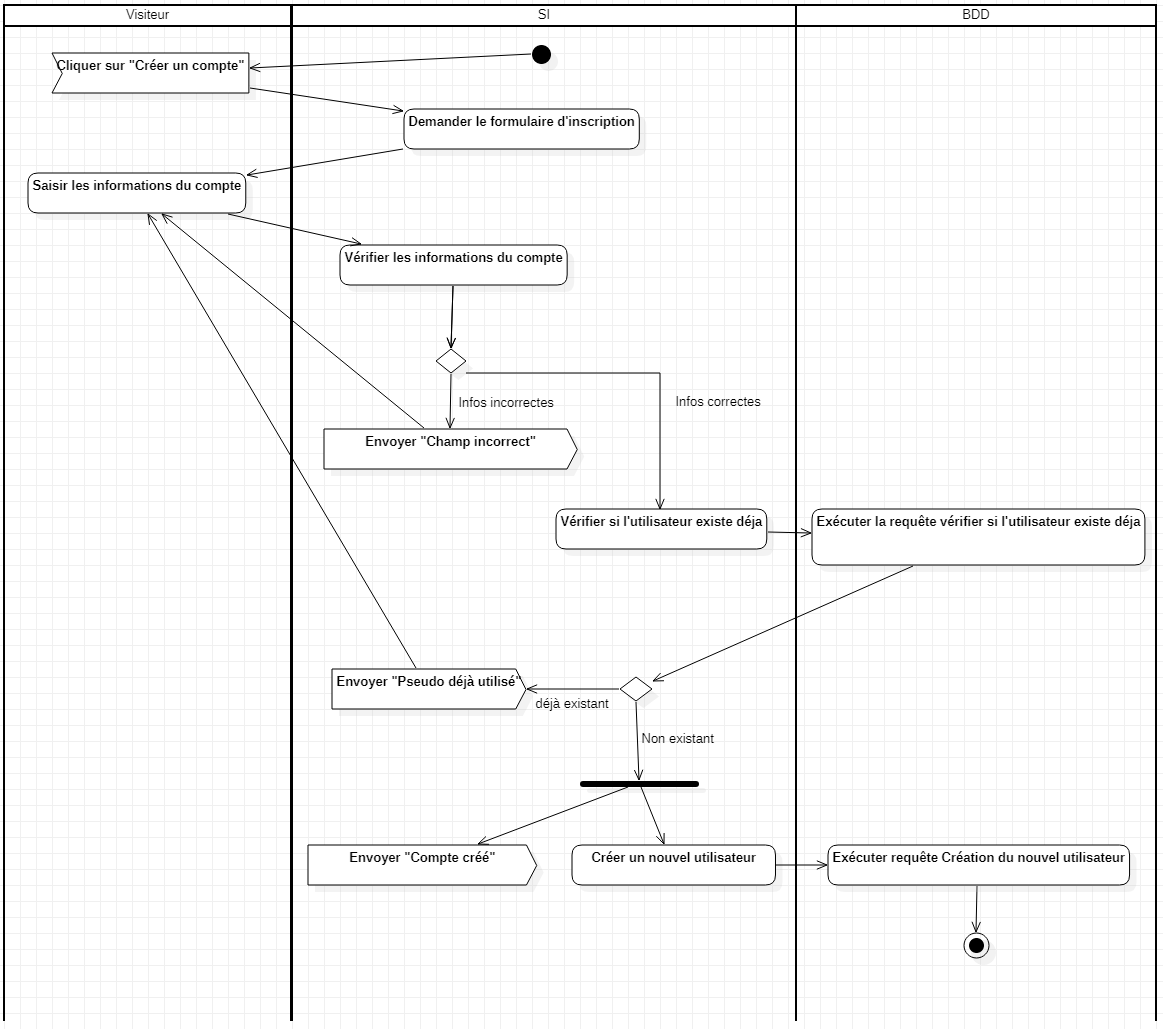 Visiteur
SI
BDD
Cliquer sur "Créer un compte"
Demander le formulaire d'inscription
Saisir les informations du compte
Vérifier les informations du compte
Infos incorrectes
Infos correctes
Envoyer "Champ incorrect"
Vérifier si l'utilisateur existe déja
Exécuter la requête vérifier si l'utilisateur existe déja
Envoyer "Pseudo déjà utilisé"
déjà existant
Non existant
Envoyer "Compte créé"
Créer un nouvel utilisateur
Exécuter requête Création du nouvel utilisateur